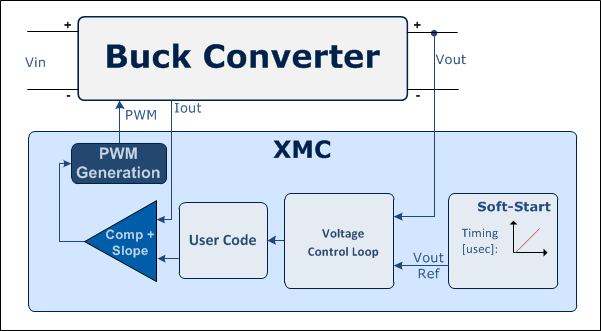 +
+
Buck Converter
Vin
Vout
-
-
PWM
Iout
XMC
PWM
Generation
Soft-Start
Comp +
Slope
User Code
Voltage
Control Loop
Timing
[usec]:
Vout
Ref